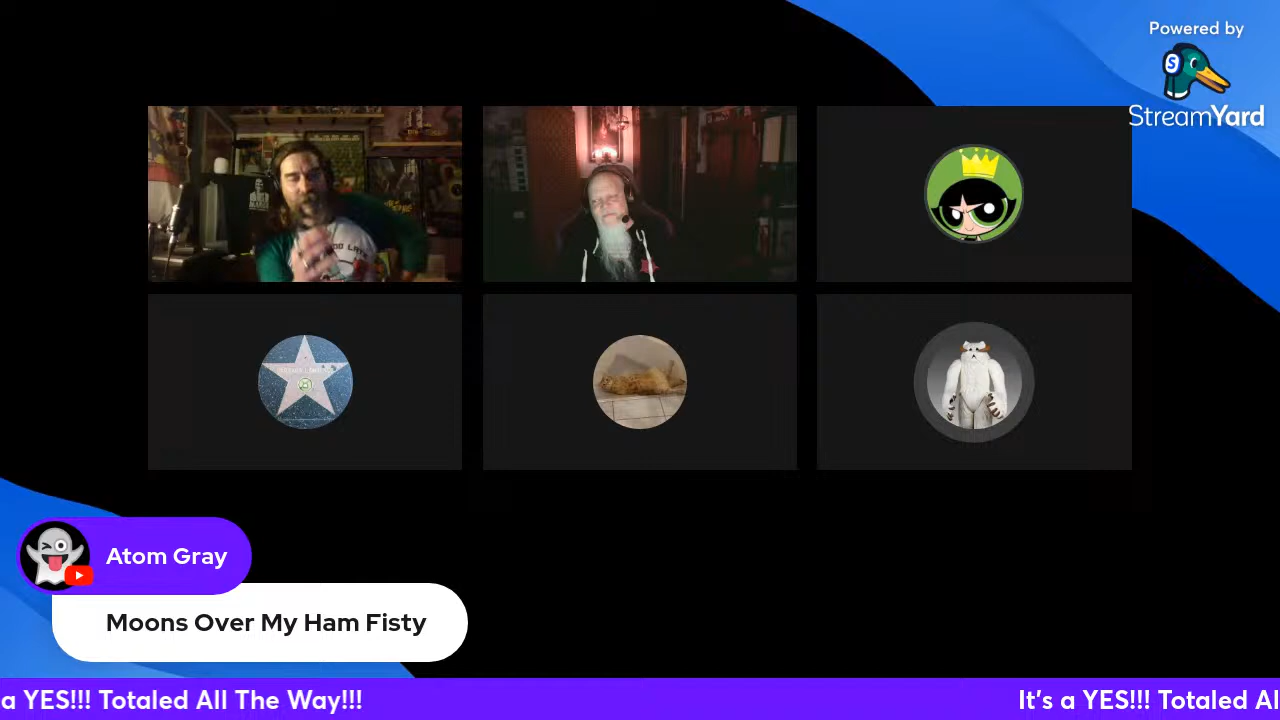 Powered by
StreamYard
Atom Gray
Moons Over My Ham Fisty
a YES!!! Totaled All The Way!!!
It's a YES!!! Totaled Al